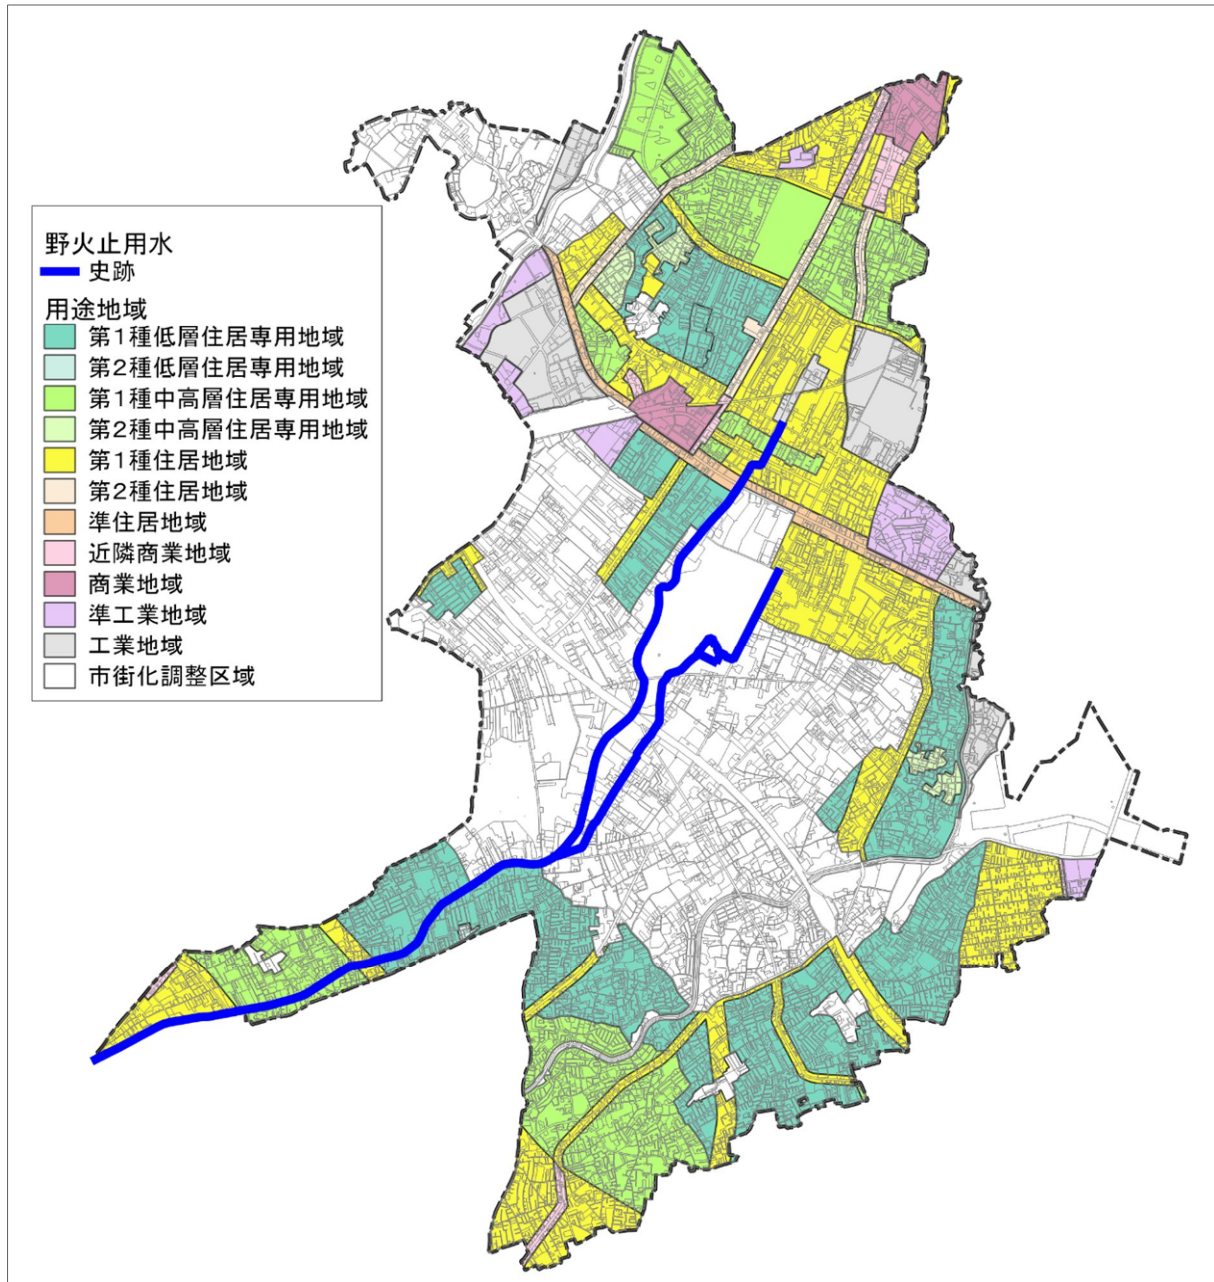 野火止用水
史跡
用途地域
第1種低層住居専用地域
第2種低層住居専用地域
第1種中高層住居専用地域
第2種中高層住居専用地域
第1種住居地域
第2種住居地域
準住居地域
近隣商業地域
商業地域
準工業地域
工業地域
市街化調整区域